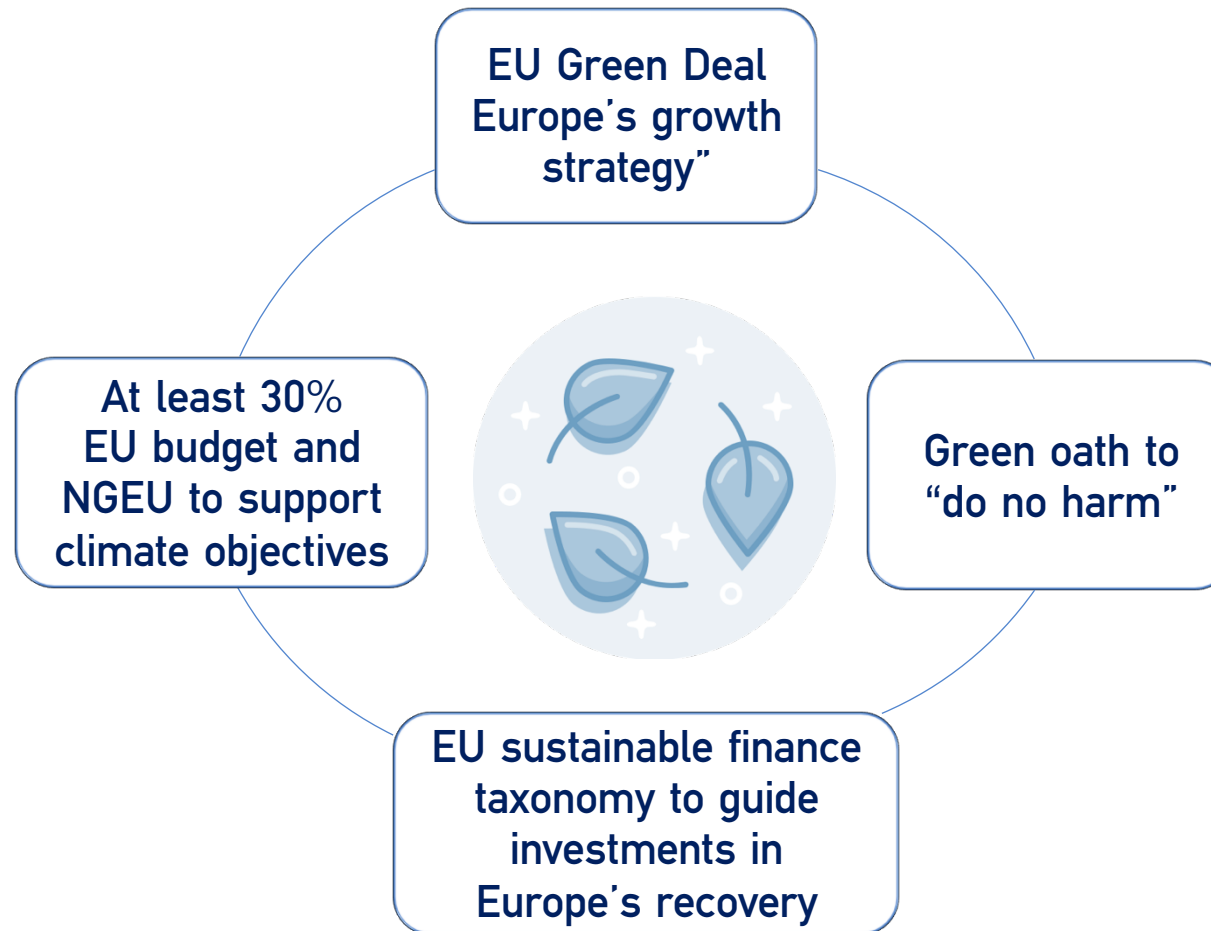 EU Green Deal
Europe’s growth
strategy”
At least 30%
EU budget and
NGEU to support
climate objectives
Green oath to
“do no harm”
EU sustainable finance
taxonomy to guide
investments in
Europe’s recovery